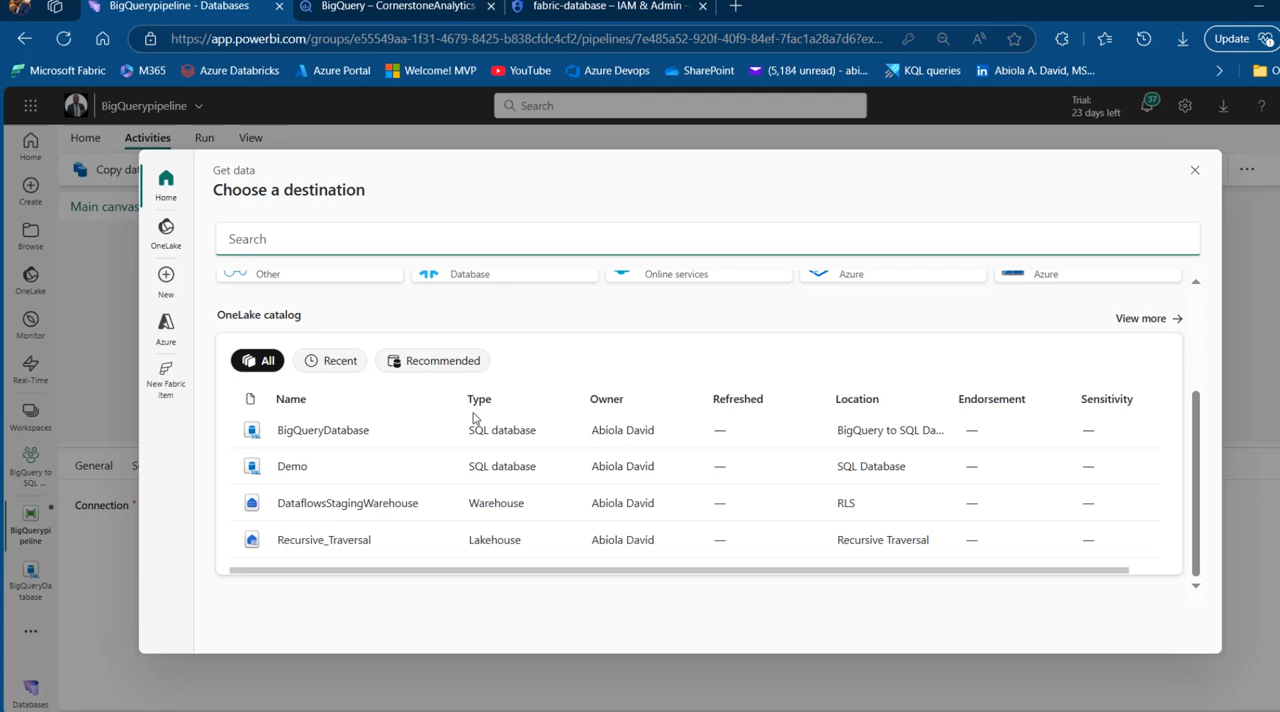 BigQuerypipeline - Databases
BigQuery – CornerstoneAnalytics
fabric-database – IAM & Admin –
https://app.powerbi.com/groups/e55549aa-1f31-4679-8425-b838cfdc4cf2/pipelines/7e485a52-920f-40f9-84ef-7fac1a28a7d6?ex...
Update
Microsoft Fabric
M365
Azure Databricks
Azure Portal
Welcome! MVP
YouTube
Azure Devops
SharePoint
(5,184 unread) - abi...
KQL queries
Abiola A. David, MS...
BigQuerypipeline
Search
Trial:
23 days left
37
Home
Activities
Run
View
Home
Create
Browse
OneLake
Monitor
Real-Time
Workspaces
BigQuery to
SQL ...
BigQuerypi
peline
BigQueryDa
tabase
Databases
Copy dat
Main canvas
General
S
Connection *
Home
OneLake
New
Azure
New Fabric
item
Get data
Choose a destination
Search
Other
Database
Online services
Azure
Azure
OneLake catalog
View more
All
Recent
Recommended
Name Type Owner Refreshed Location Endorsement Sensitivity
BigQueryDatabase SQL database Abiola David — BigQuery to SQL Da... — —
Demo SQL database Abiola David — SQL Database — —
DataflowsStagingWarehouse Warehouse Abiola David — RLS — —
Recursive_Traversal Lakehouse Abiola David — Recursive Traversal — —